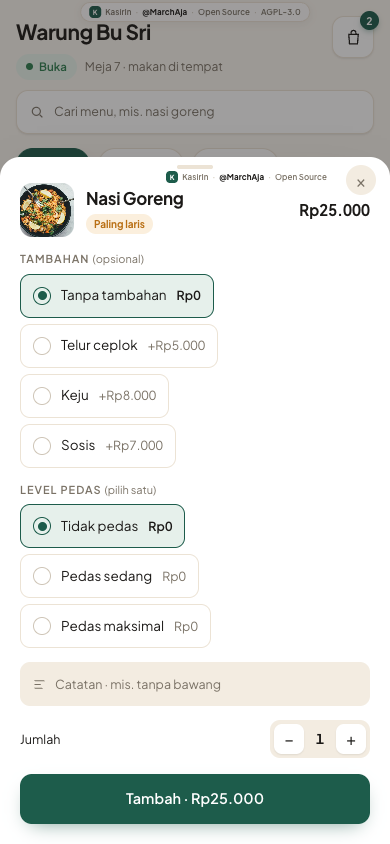 K Kasirin · @MarchAja · Open Source · AGPL-3.0
Warung Bu Sri
2
Buka Meja 7 · makan di tempat
Cari menu, mis. nasi goreng
K Kasirin · @MarchAja · Open Source
×
Nasi Goreng
Rp25.000
Paling laris
TAMBAHAN (opsional)
Tanpa tambahan Rp0
Telur ceplok +Rp5.000
Keju +Rp8.000
Sosis +Rp7.000
LEVEL PEDAS (pilih satu)
Tidak pedas Rp0
Pedas sedang Rp0
Pedas maksimal Rp0
Catatan · mis. tanpa bawang
Jumlah − 1 +
Tambah · Rp25.000